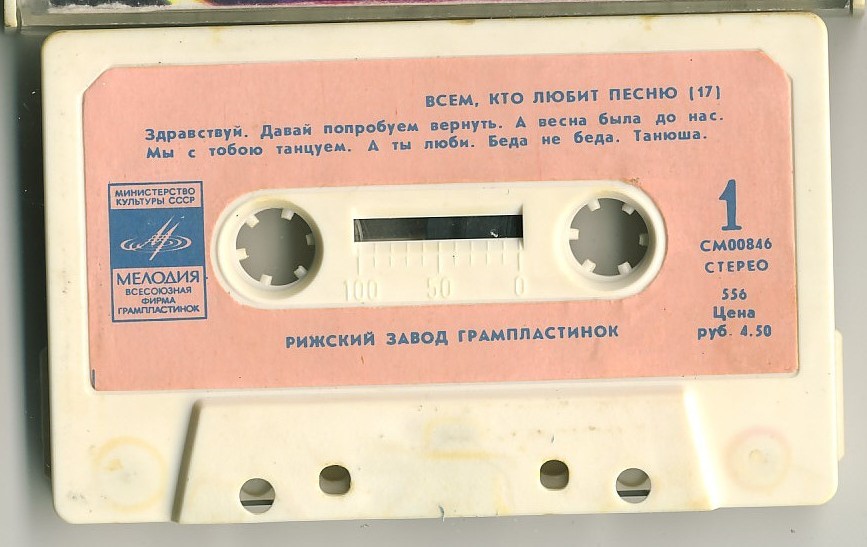 ВСЕМ, КТО ЛЮБИТ ПЕСНЮ (17)
Здравствуй. Давай попробуем вернуть. А весна была до нас.
Мы с тобою танцуем. А ты люби. Беда не беда. Танюша.
МИНИСТЕРСТВО
КУЛЬТУРЫ СССР
МЕЛОДИЯ
ВСЕСОЮЗНАЯ
ФИРМА
ГРАМПЛАСТИНОК
1
СМ00846
СТЕРЕО
556
Цена
руб. 4.50
100 50 0
РИЖСКИЙ ЗАВОД ГРАМПЛАСТИНОК